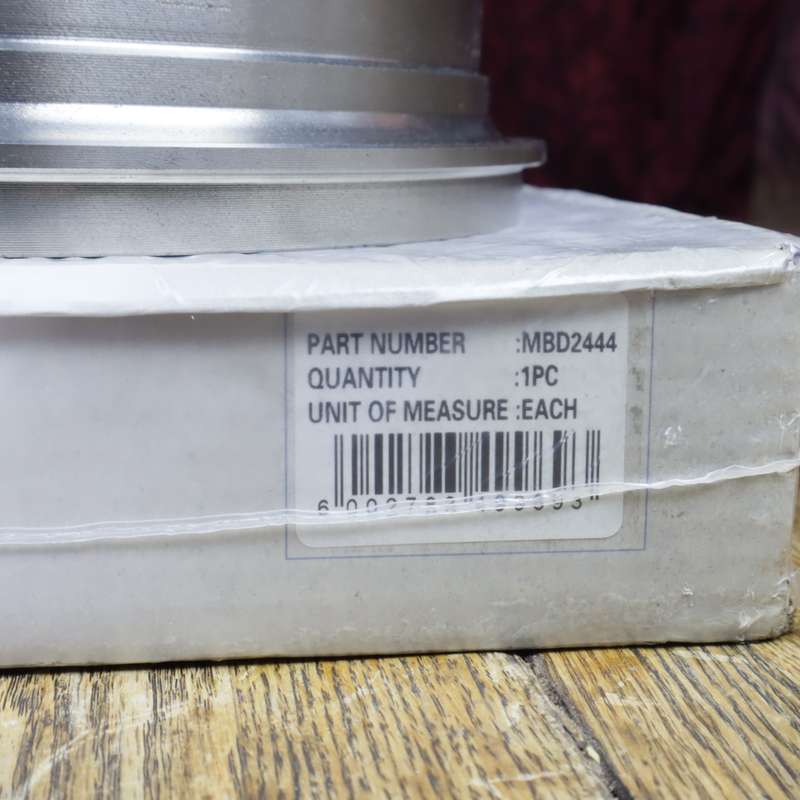 PART NUMBER :MBD2444
QUANTITY :1PC
UNIT OF MEASURE :EACH